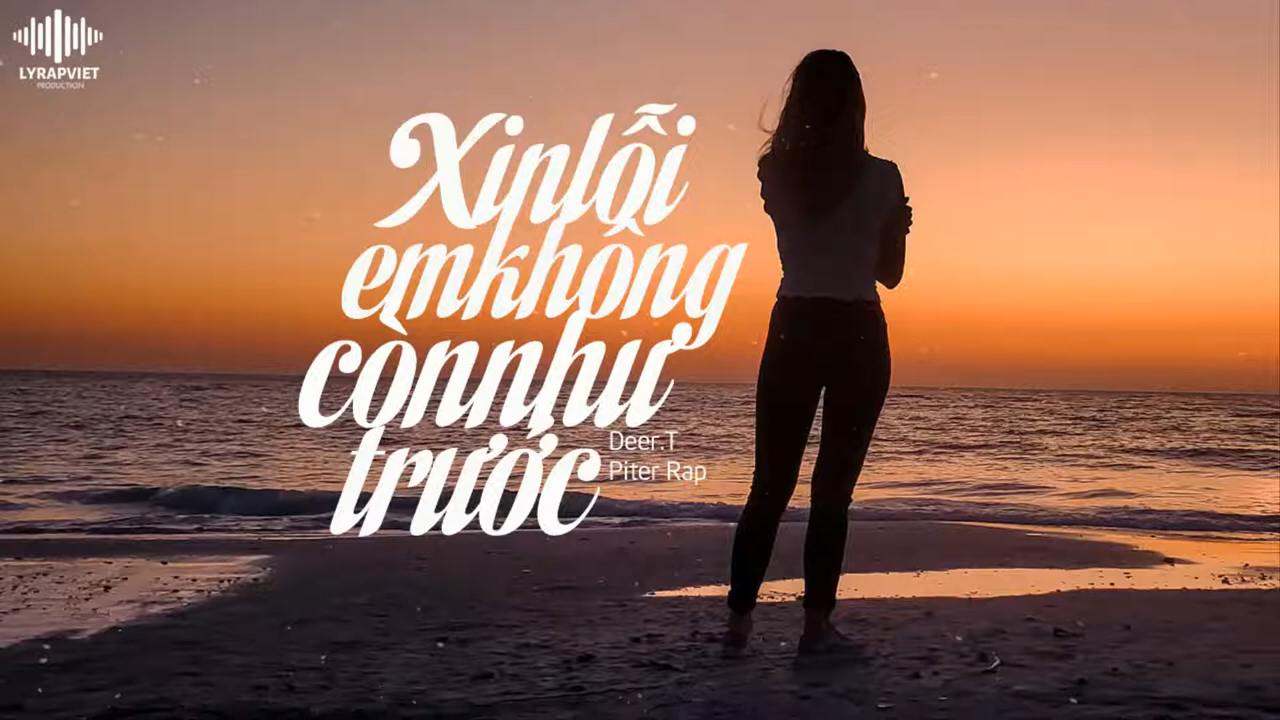 LYRAPVIET
PRODUCTION
Xin lỗi
em không
còn như
trước
Deer.T
Piter Rap